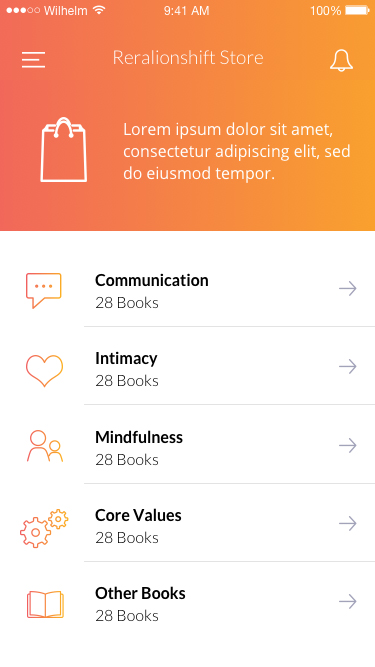 Wilhelm 9:41 AM 100%
Reralionshift Store
Lorem ipsum dolor sit amet,
consectetur adipiscing elit, sed
do eiusmod tempor.
Communication
28 Books
Intimacy
28 Books
Mindfulness
28 Books
Core Values
28 Books
Other Books
28 Books